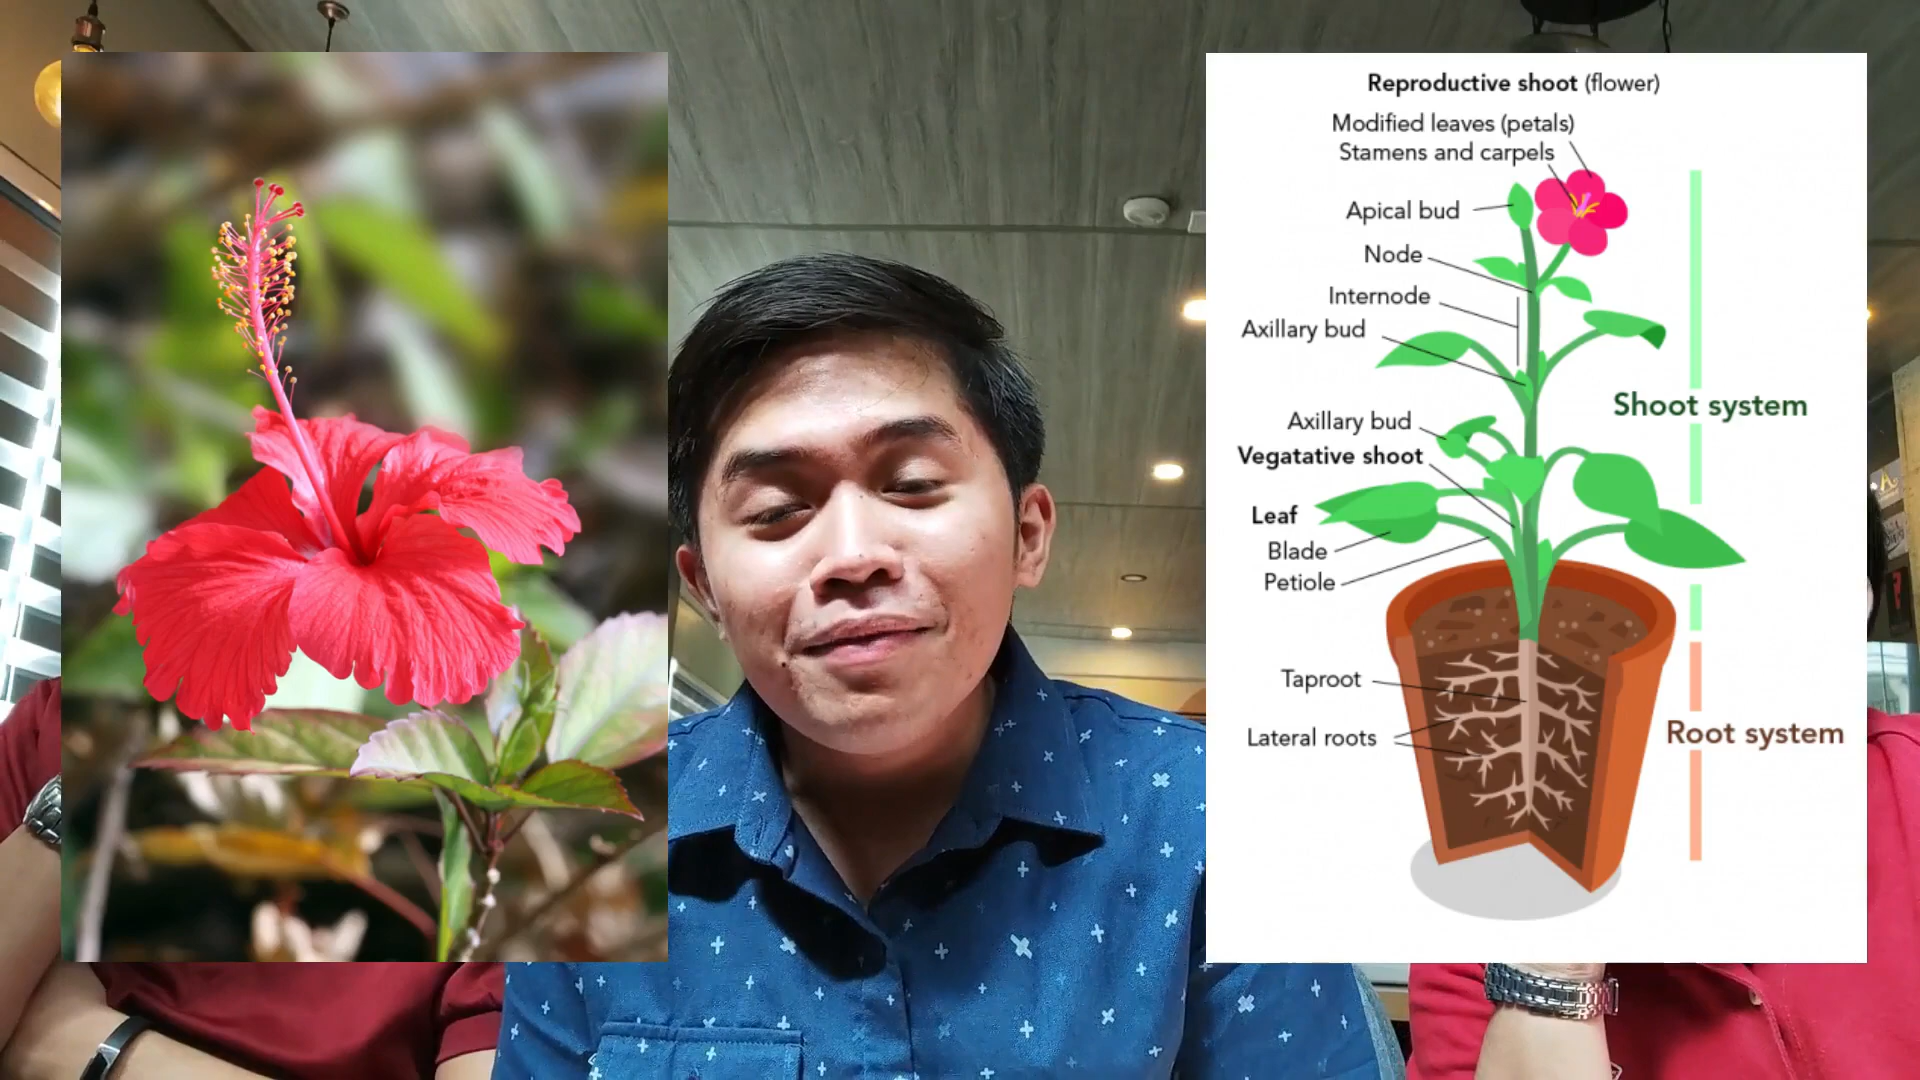 Reproductive shoot (flower)
Modified leaves (petals)
Stamens and carpels
Apical bud
Node
Internode
Axillary bud
Shoot system
Axillary bud
Vegatative shoot
Leaf
Blade
Petiole
Taproot
Root system
Lateral roots